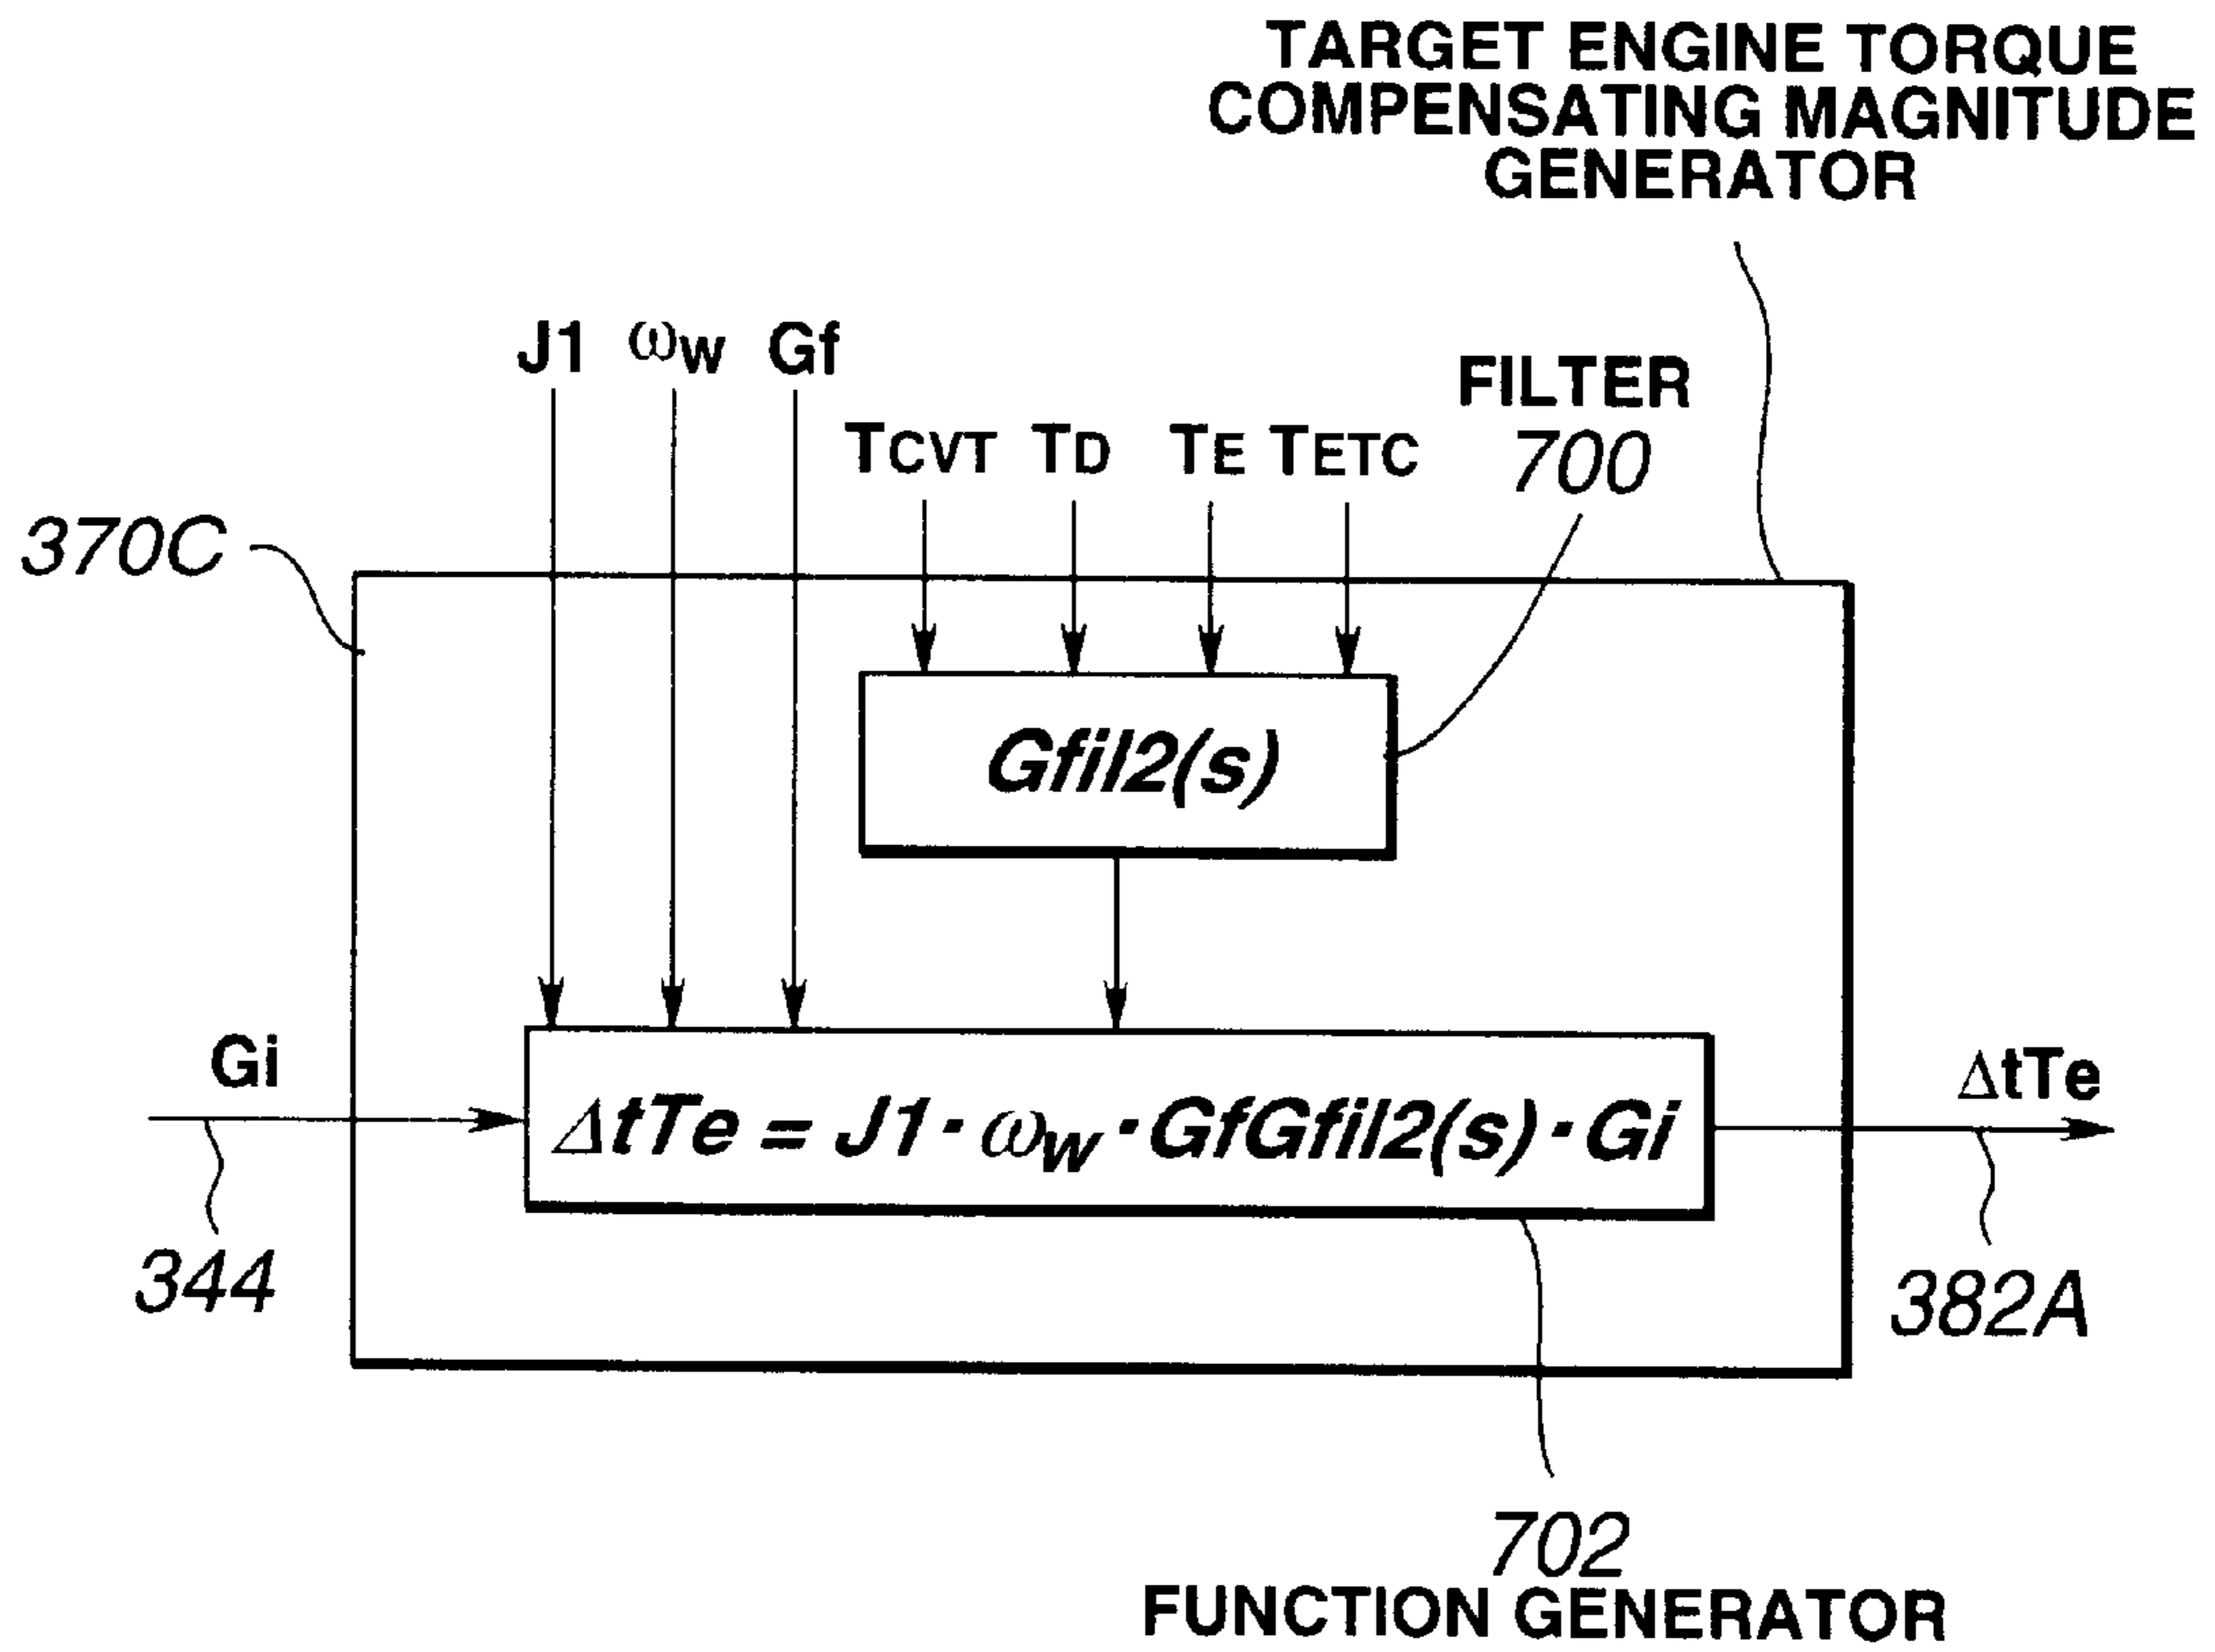 TARGET ENGINE TORQUE
COMPENSATING MAGNITUDE
GENERATOR
J1 ωw Gf
FILTER
700
TCVT TD TE TETC
370C
Gfil2(s)
Gi
ΔtTe = J1·ωw·GfGfil2(s)·Gi
ΔtTe
344
382A
702
FUNCTION GENERATOR